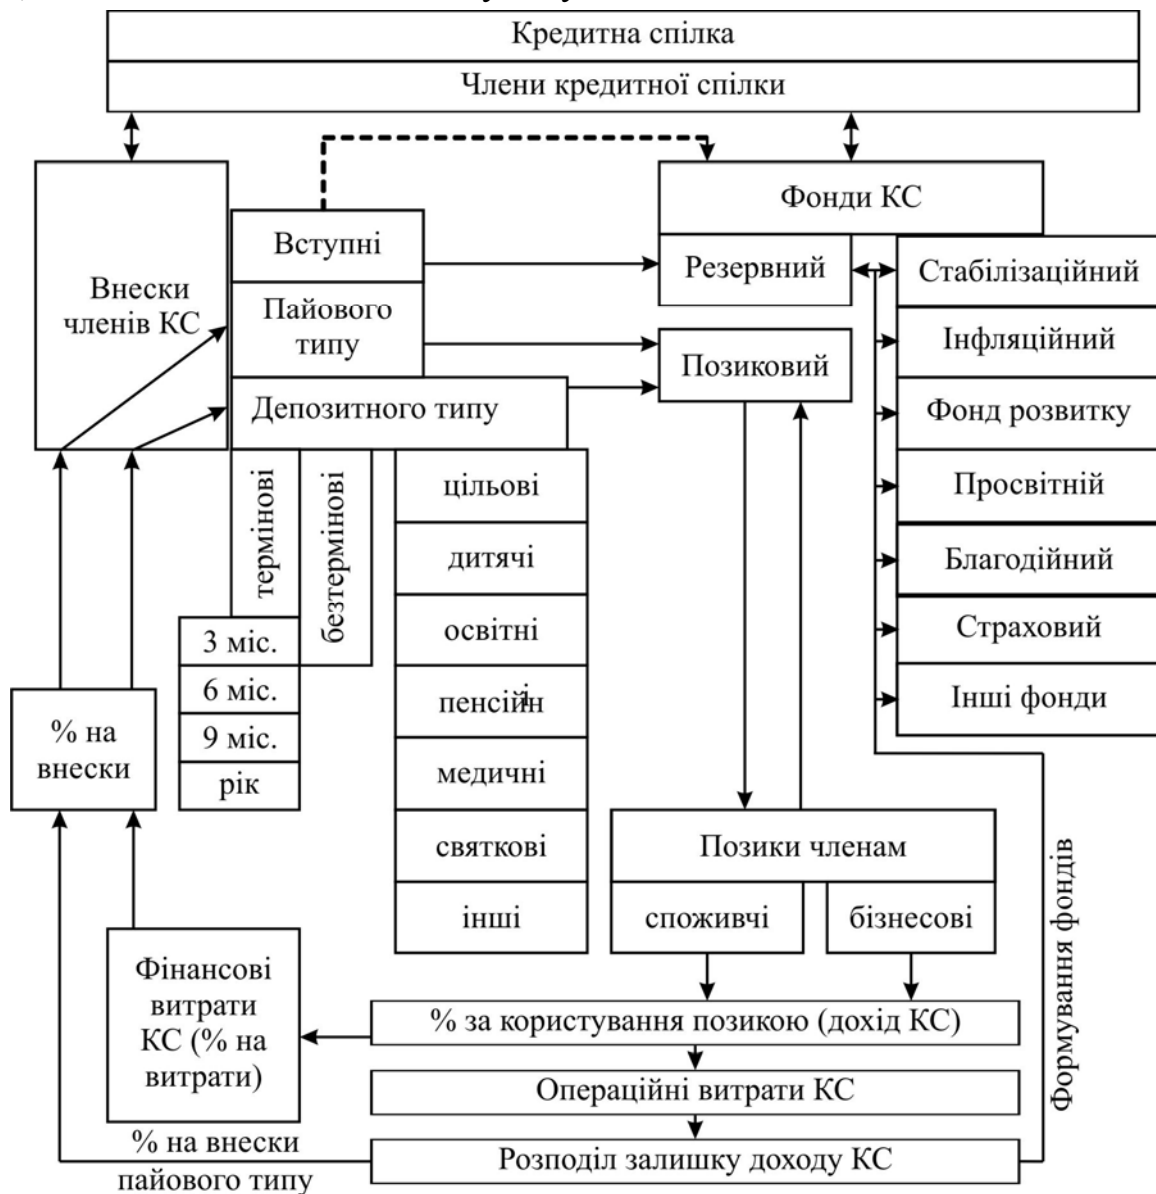 Кредитна спілка
Члени кредитної спілки
Внески
членів КС
Вступні
Пайового
типу
Депозитного типу
термінові
безтермінові
3 міс.
6 міс.
9 міс.
рік
цільові
дитячі
освітні
пенсійні
медичні
святкові
інші
Фонди КС
Резервний
Позиковий
Стабілізаційний
Інфляційний
Фонд розвитку
Просвітній
Благодійний
Страховий
Інші фонди
% на
внески
Позики членам
споживчі
бізнесові
Формування фондів
Фінансові
витрати
КС (% на
витрати)
% за користування позикою (дохід КС)
Операційні витрати КС
Розподіл залишку доходу КС
% на внески
пайового типу